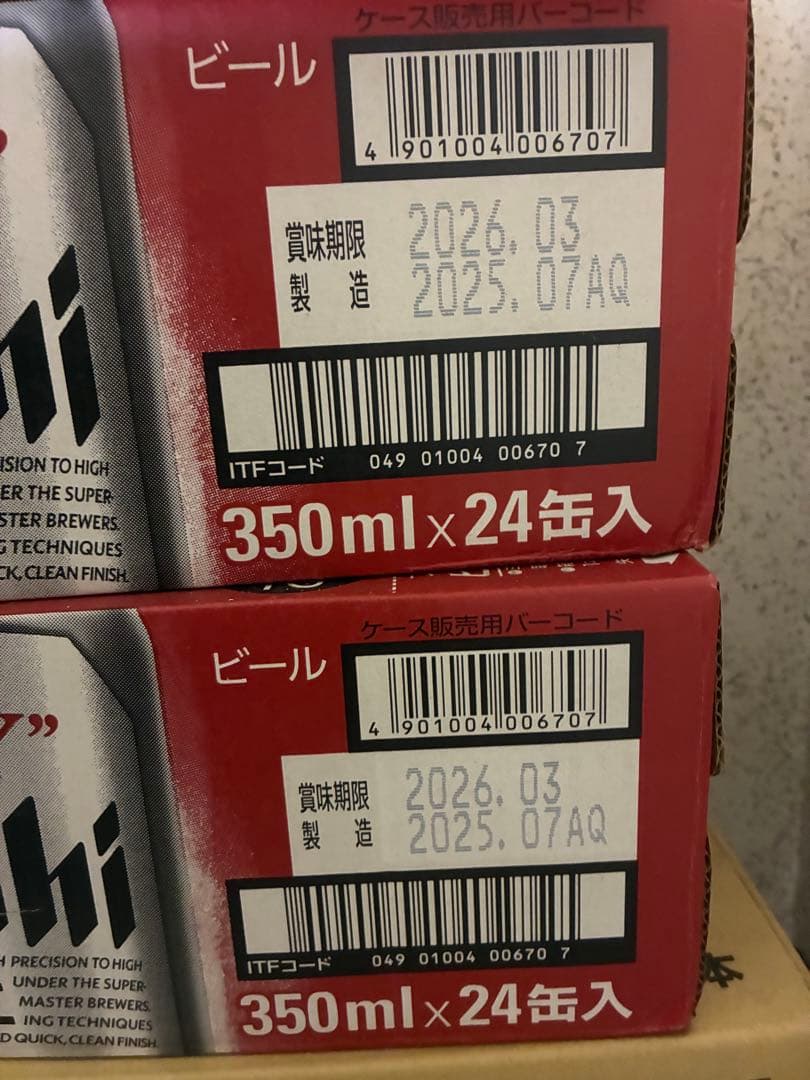 ケース販売用バーコード
ビール
4 901004 006707
賞味期限 2026.03
製造 2025.07AQ
ITFコード 049 01004 00670 7
350ml×24缶入
hi
ISION TO HIGH
ER THE SUPER-
STER BREWERS.
G TECHNIQUES
CK, CLEAN FINISH.
ケース販売用バーコード
ビール
4 901004 006707
賞味期限 2026.03
製造 2025.07AQ
ITFコード 049 01004 00670 7
350ml×24缶入
Y”
hi
H PRECISION TO HIGH
UNDER THE SUPER-
MASTER BREWERS.
ING TECHNIQUES
D QUICK, CLEAN FINISH.